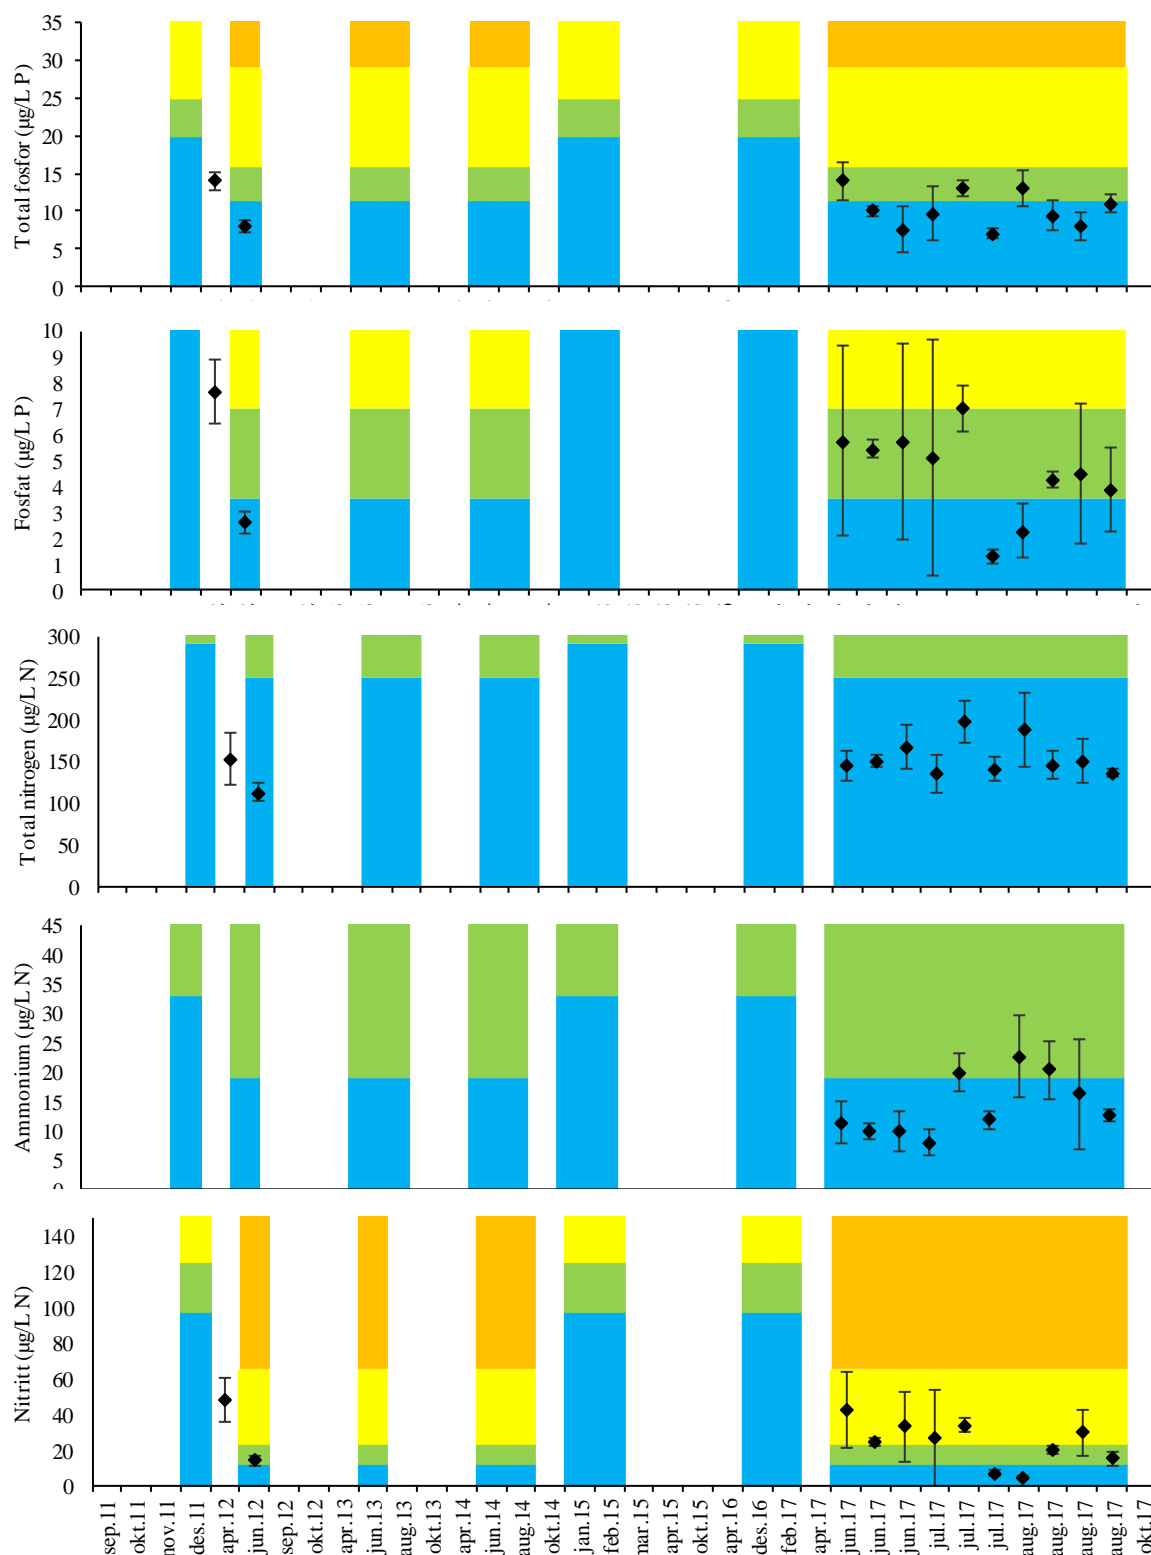 Total fosfor (µg/L P)
35
30
25
20
15
10
5
0
Fosfat (µg/L P)
10
9
8
7
6
5
4
3
2
1
0
Total nitrogen (µg/L N)
300
250
200
150
100
50
0
Ammonium (µg/L N)
45
40
35
30
25
20
15
10
5
0
Nitritt (µg/L N)
140
120
100
80
60
40
20
0
sep.11
okt.11
nov.11
des.11
apr.12
jun.12
sep.12
okt.12
apr.13
jun.13
aug.13
okt.13
apr.14
jun.14
aug.14
okt.14
jan.15
feb.15
mar.15
apr.15
okt.15
apr.16
des.16
feb.17
apr.17
jun.17
jun.17
jun.17
jul.17
jul.17
jul.17
aug.17
aug.17
aug.17
aug.17
okt.17